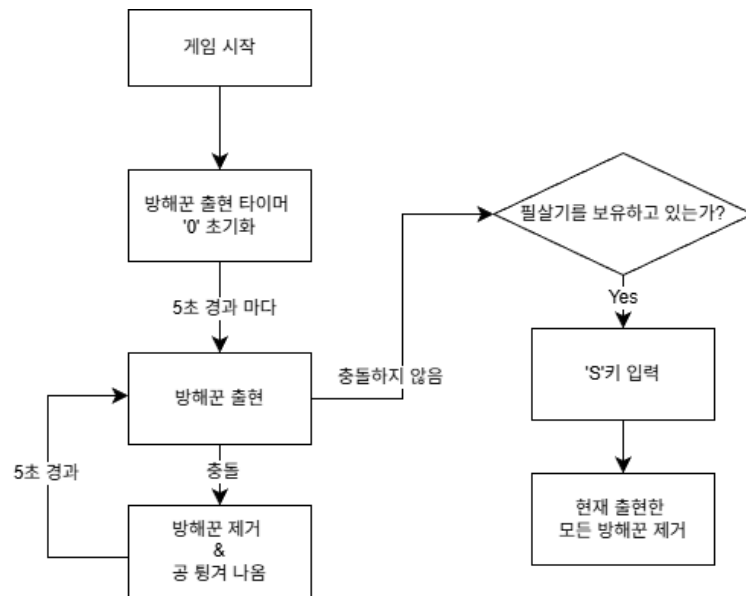 게임 시작
방해꾼 출현 타이머
'0' 초기화
5초 경과 마다
방해꾼 출현
충돌하지 않음
충돌
5초 경과
방해꾼 제거
&
공 튕겨 나옴
필살기를 보유하고 있는가?
Yes
'S'키 입력
현재 출현한
모든 방해꾼 제거